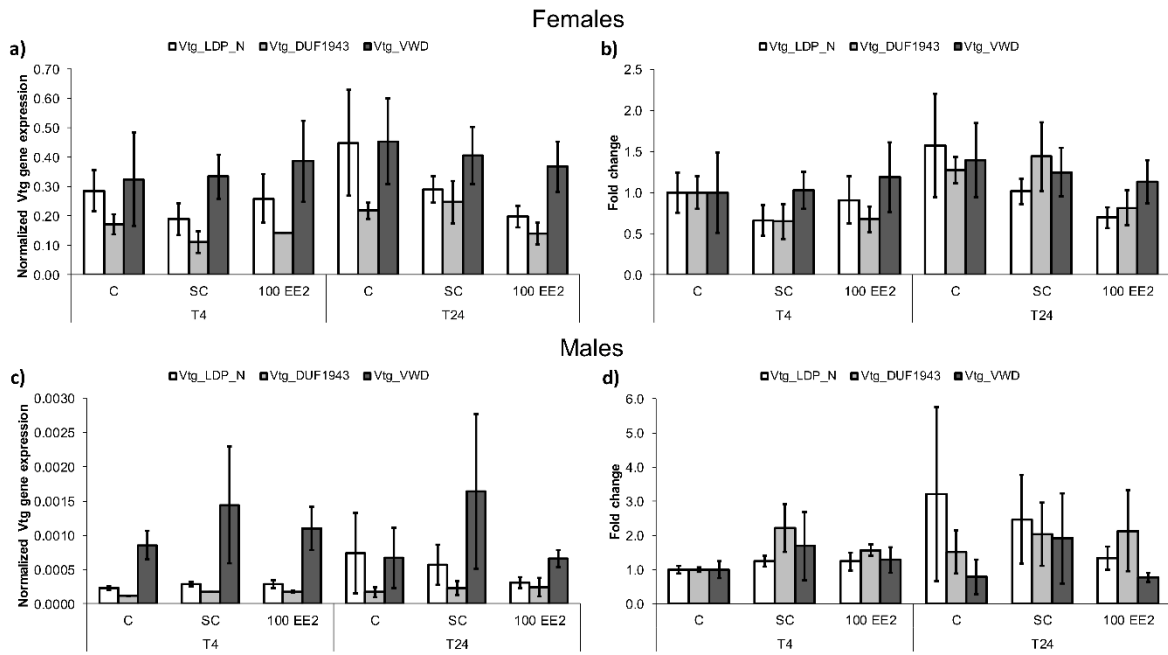 Females
a)
Vtg_LDP_N Vtg_DUF1943 Vtg_VWD
Normalized Vtg gene expression
0.70
0.60
0.50
0.40
0.30
0.20
0.10
0.00
C SC 100 EE2 C SC 100 EE2
T4 T24
b)
Vtg_LDP_N Vtg_DUF1943 Vtg_VWD
Fold change
2.5
2.0
1.5
1.0
0.5
0.0
C SC 100 EE2 C SC 100 EE2
T4 T24
Males
c)
Vtg_LDP_N Vtg_DUF1943 Vtg_VWD
Normalized Vtg gene expression
0.0030
0.0025
0.0020
0.0015
0.0010
0.0005
0.0000
C SC 100 EE2 C SC 100 EE2
T4 T24
d)
Vtg_LDP_N Vtg_DUF1943 Vtg_VWD
Fold change
6.0
5.0
4.0
3.0
2.0
1.0
0.0
C SC 100 EE2 C SC 100 EE2
T4 T24